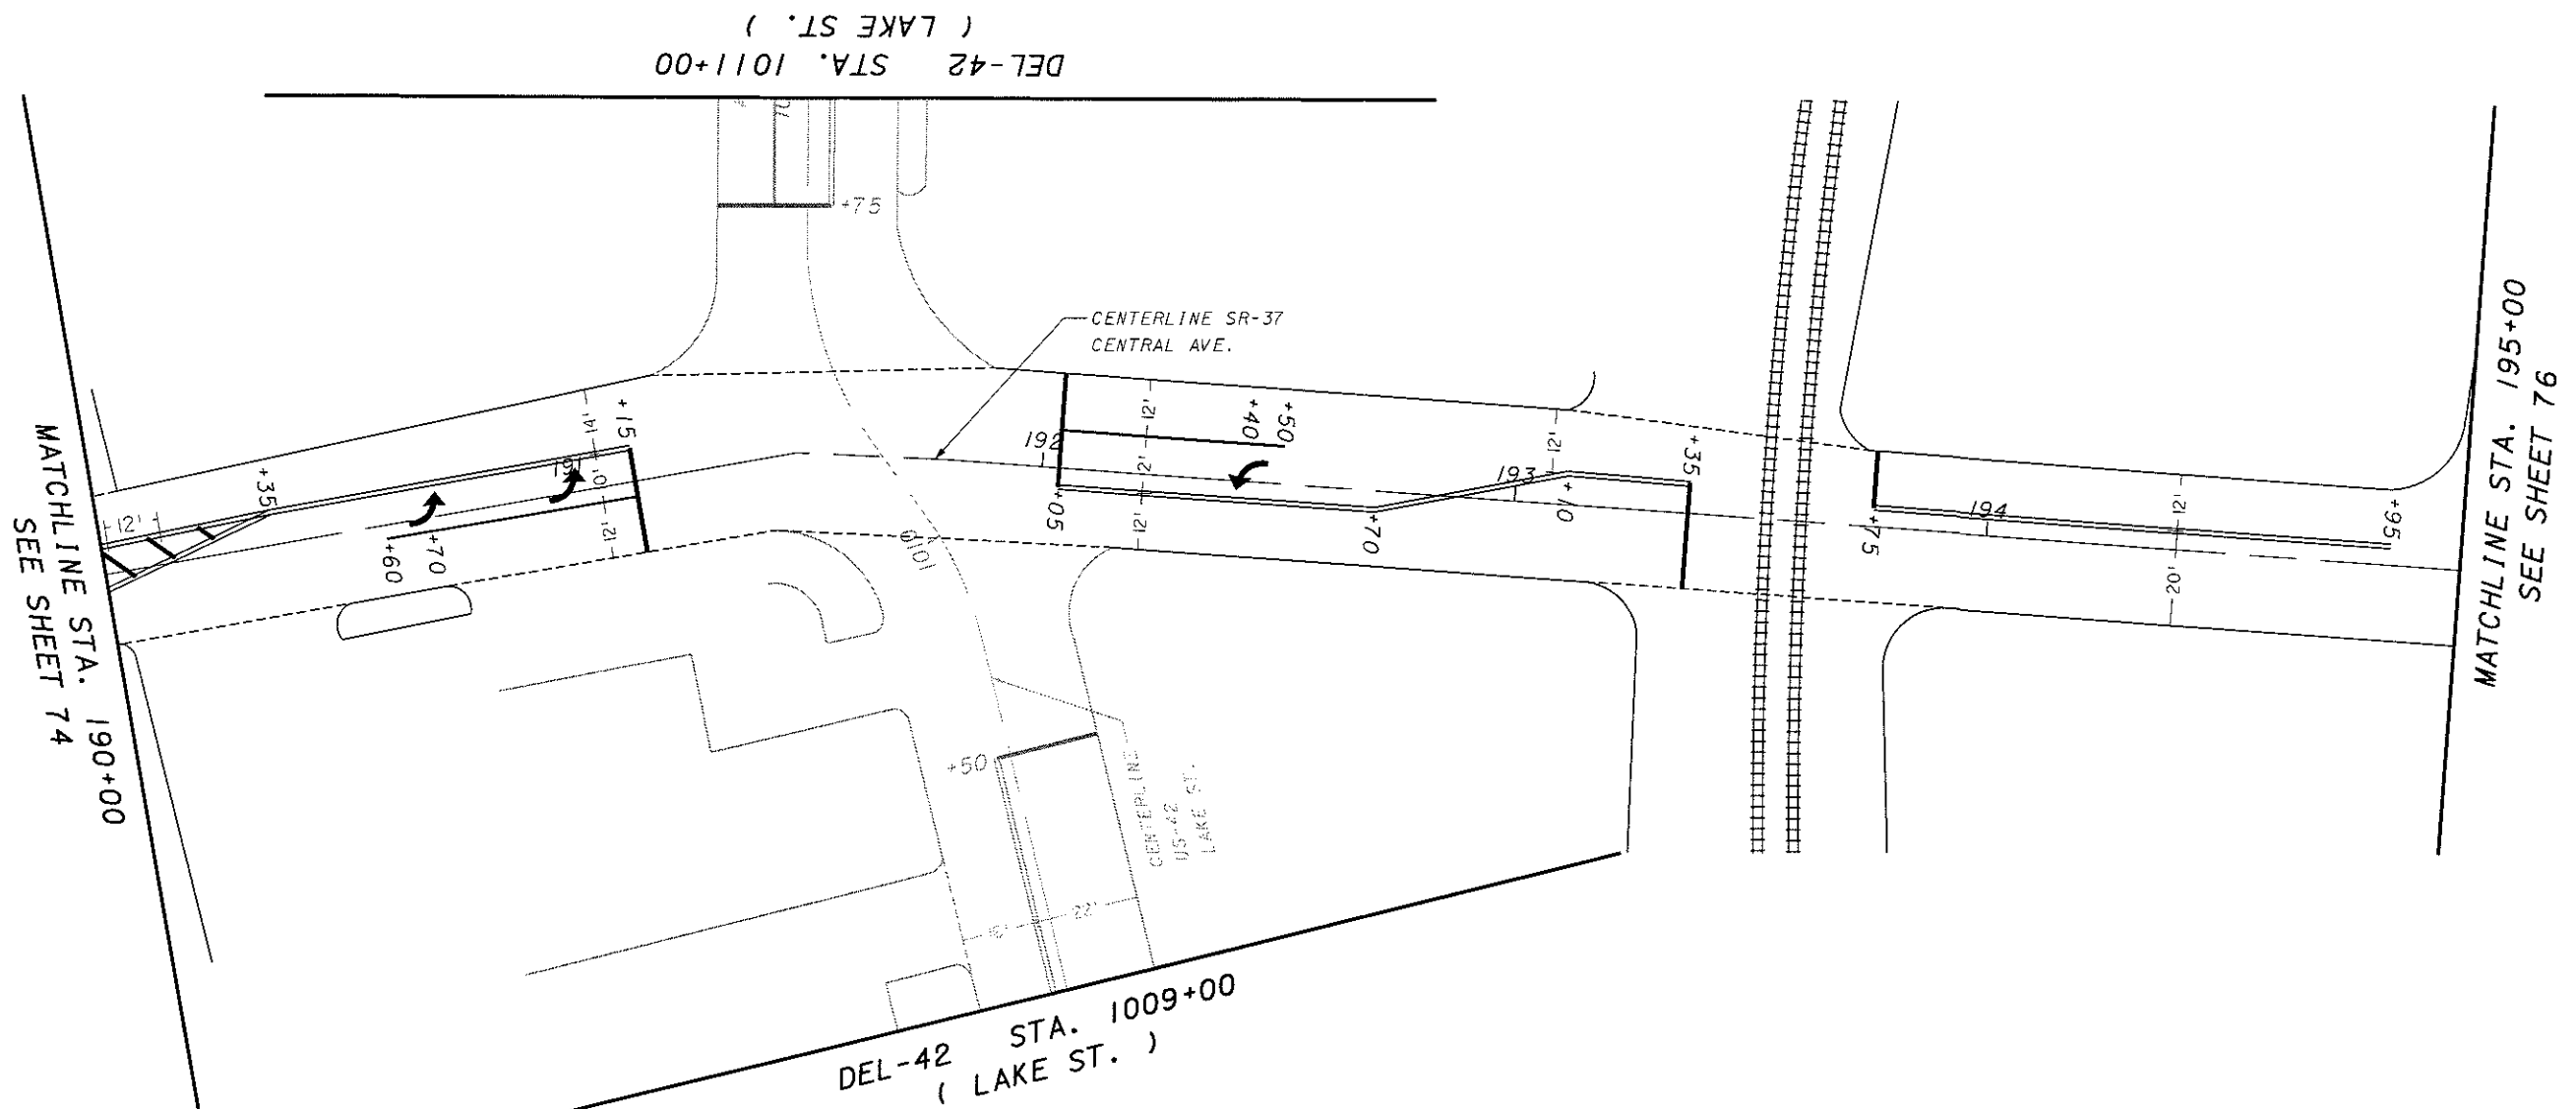 DEL-42 STA. 1011+00
( LAKE ST. )
+75
CENTERLINE SR-37
CENTRAL AVE.
MATCHLINE STA. 190+00
SEE SHEET 74
12'
+35
+60
+70
191
14'
10'
12'
+15
192
+05
12'
12'
12'
+40
+50
+70
193
12'
+10
+35
+75
194
12'
20'
+95
MATCHLINE STA. 195+00
SEE SHEET 76
1010
+50
CENTERLINE
US-42
LAKE ST.
22'
DEL-42 STA. 1009+00
( LAKE ST. )